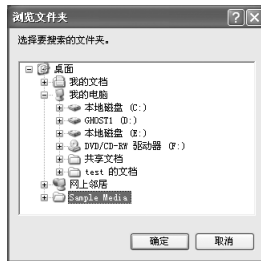 浏览文件夹
选择要搜索的文件夹。
桌面
我的文档
我的电脑
本地磁盘 (C:)
GHOST1 (D:)
本地磁盘 (E:)
DVD/CD-RW 驱动器 (F:)
共享文档
test 的文档
网上邻居
Sample Media
确定
取消